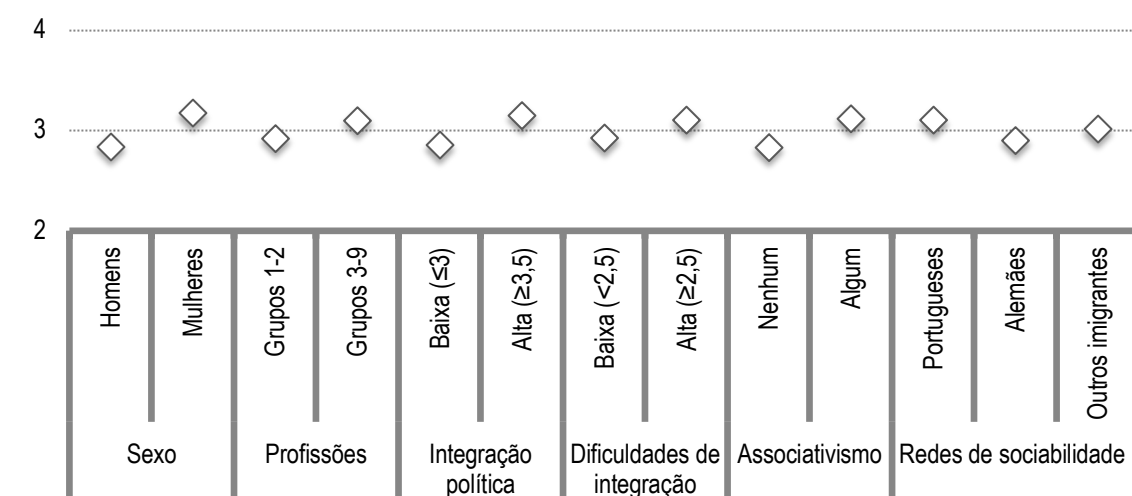 4
3
2
Homens
Mulheres
Grupos 1-2
Grupos 3-9
Baixa (≤3)
Alta (≥3,5)
Baixa (<2,5)
Alta (≥2,5)
Nenhum
Algum
Portugueses
Alemães
Outros imigrantes
Sexo
Profissões
Integração
política
Dificuldades de
integração
Associativismo
Redes de sociabilidade